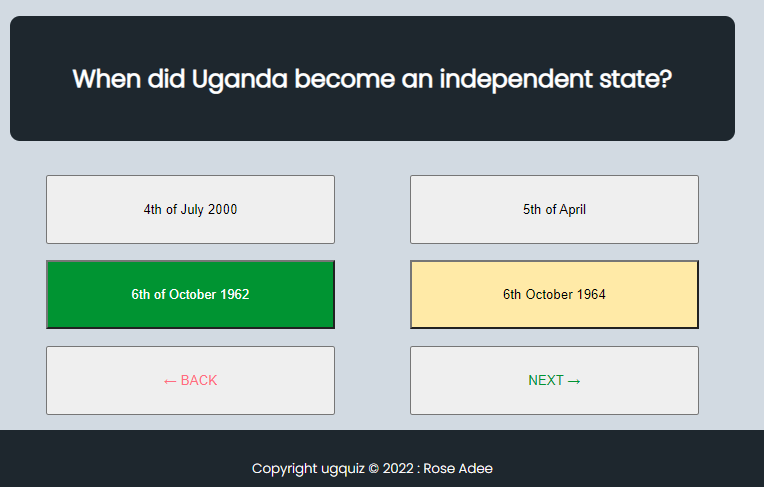 When did Uganda become an independent state?
4th of July 2000
5th of April
6th of October 1962
6th October 1964
← BACK
NEXT →
Copyright ugquiz © 2022 : Rose Adee